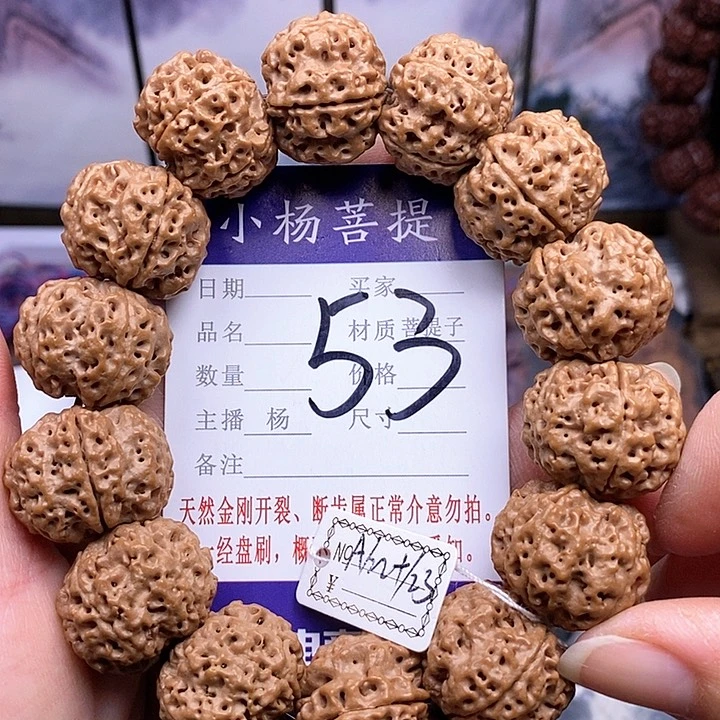 小杨菩提
日期 买家
品名 材质 菩提子
53
数量 价格
主播 杨 尺寸
备注
天然金刚开裂、断齿属正常介意勿拍。
经盘刷，概
知。
NO
¥